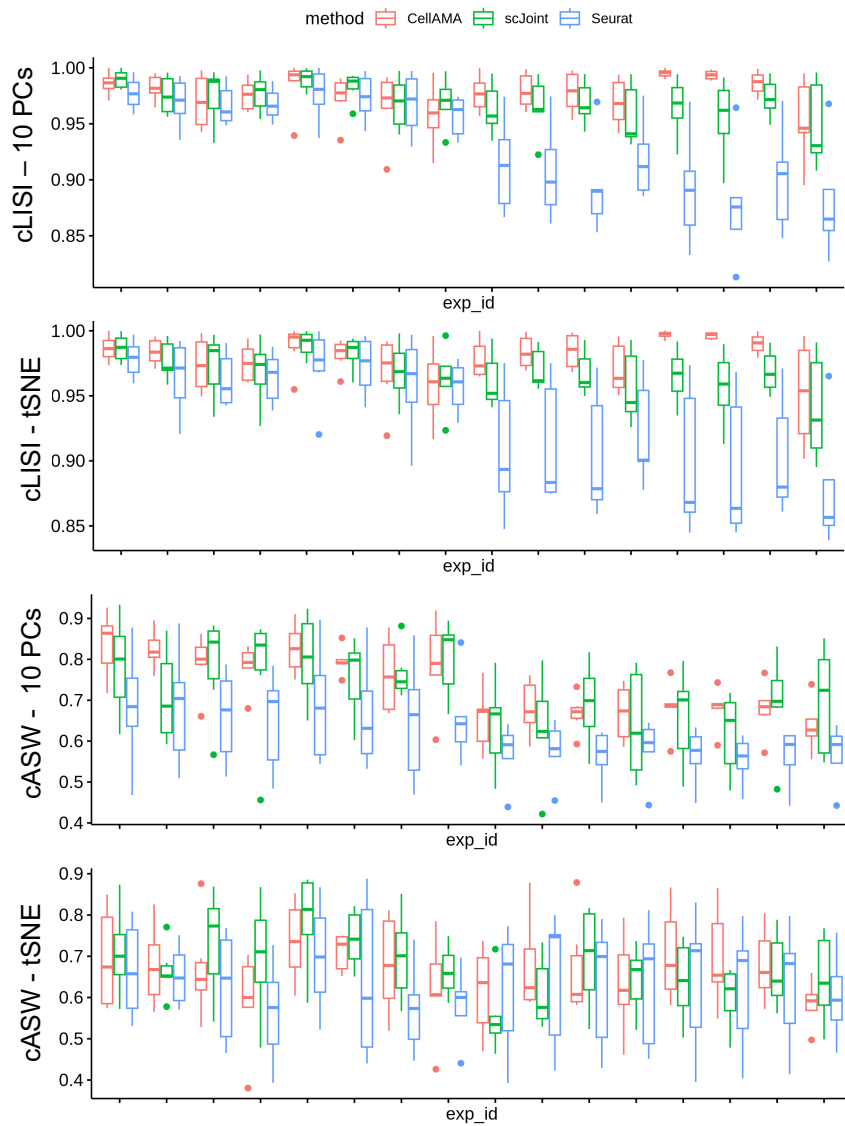 method CellAMA scJoint Seurat
cLISI – 10 PCs
1.00
0.95
0.90
0.85
exp_id
cLISI - tSNE
1.00
0.95
0.90
0.85
exp_id
cASW - 10 PCs
0.9
0.8
0.7
0.6
0.5
0.4
exp_id
cASW - tSNE
0.9
0.8
0.7
0.6
0.5
0.4
exp_id